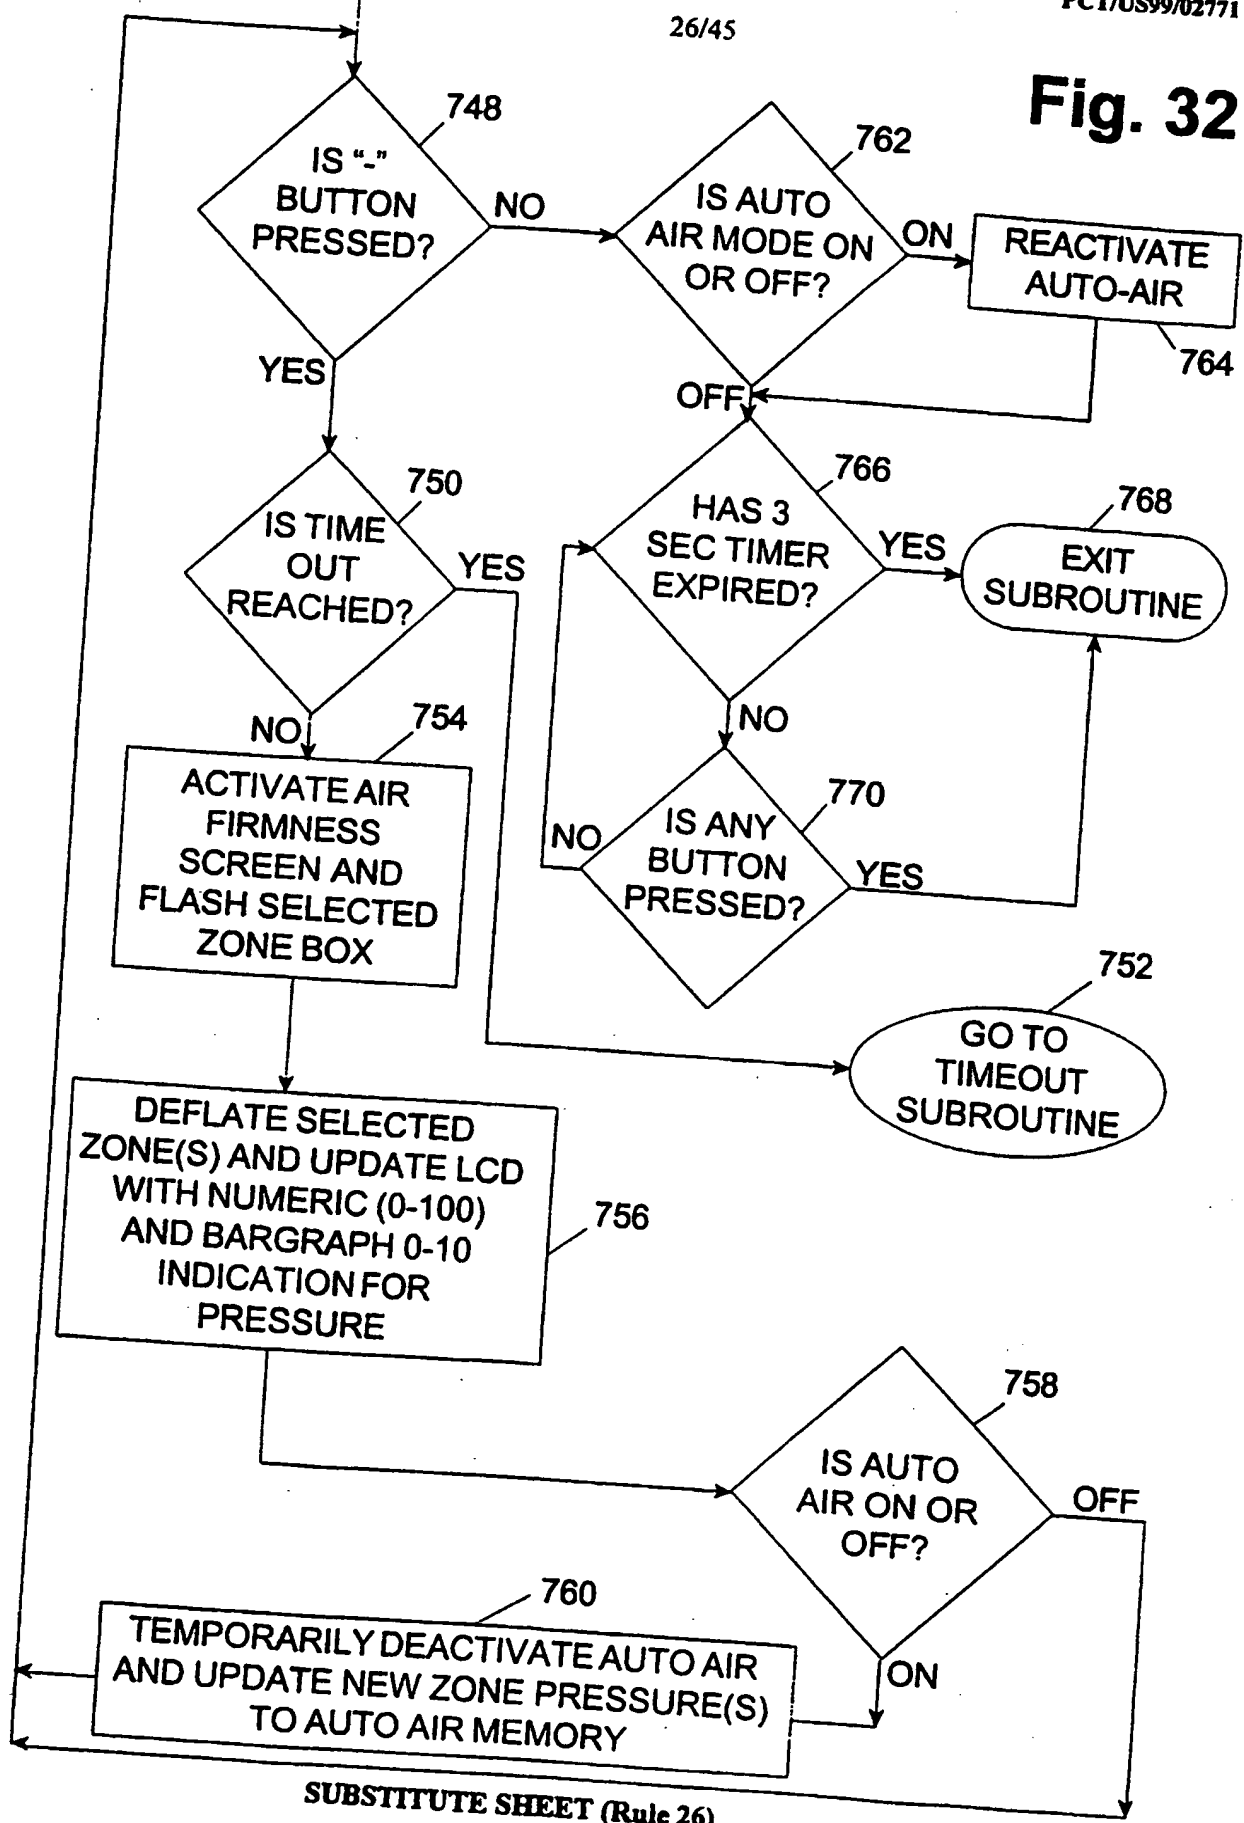 PCT/US99/02771
26/45
Fig. 32
748
IS “-”
BUTTON
PRESSED?
NO
YES
762
IS AUTO
AIR MODE ON
OR OFF?
ON
REACTIVATE
AUTO-AIR
764
OFF
750
IS TIME
OUT
REACHED?
YES
NO
766
HAS 3
SEC TIMER
EXPIRED?
YES
768
EXIT
SUBROUTINE
NO
754
ACTIVATE AIR
FIRMNESS
SCREEN AND
FLASH SELECTED
ZONE BOX
770
IS ANY
BUTTON
PRESSED?
NO
YES
752
GO TO
TIMEOUT
SUBROUTINE
DEFLATE SELECTED
ZONE(S) AND UPDATE LCD
WITH NUMERIC (0-100)
AND BARGRAPH 0-10
INDICATION FOR
PRESSURE
756
758
IS AUTO
AIR ON OR
OFF?
OFF
ON
760
TEMPORARILY DEACTIVATE AUTO AIR
AND UPDATE NEW ZONE PRESSURE(S)
TO AUTO AIR MEMORY
SUBSTITUTE SHEET (Rule 26)